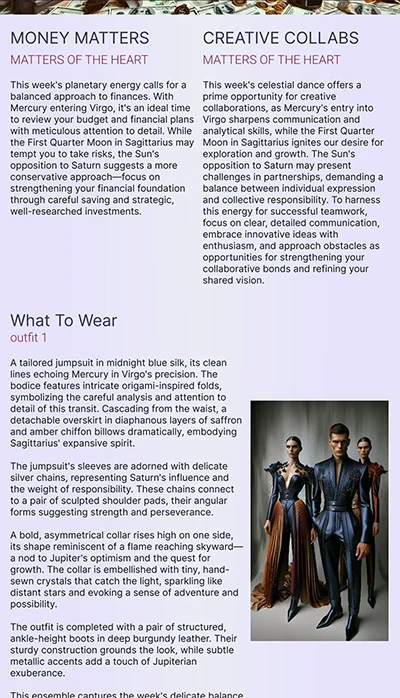 MONEY MATTERS
MATTERS OF THE HEART
This week's planetary energy calls for a
balanced approach to finances. With
Mercury entering Virgo, it's an ideal time
to review your budget and financial plans
with meticulous attention to detail. While
the First Quarter Moon in Sagittarius may
tempt you to take risks, the Sun's
opposition to Saturn suggests a more
conservative approach—focus on
strengthening your financial foundation
through careful saving and strategic,
well-researched investments.
CREATIVE COLLABS
MATTERS OF THE HEART
This week's celestial dance offers a
prime opportunity for creative
collaborations, as Mercury's entry into
Virgo sharpens communication and
analytical skills, while the First Quarter
Moon in Sagittarius ignites our desire for
exploration and growth. The Sun's
opposition to Saturn may present
challenges in partnerships, demanding a
balance between individual expression
and collective responsibility. To harness
this energy for successful teamwork,
focus on clear, detailed communication,
embrace innovative ideas with
enthusiasm, and approach obstacles as
opportunities for strengthening your
collaborative bonds and refining your
shared vision.
What To Wear
outfit 1
A tailored jumpsuit in midnight blue silk, its clean
lines echoing Mercury in Virgo's precision. The
bodice features intricate origami-inspired folds,
symbolizing the careful analysis and attention to
detail of this transit. Cascading from the waist, a
detachable overskirt in diaphanous layers of saffron
and amber chiffon billows dramatically, embodying
Sagittarius' expansive spirit.
The jumpsuit's sleeves are adorned with delicate
silver chains, representing Saturn's influence and
the weight of responsibility. These chains connect
to a pair of sculpted shoulder pads, their angular
forms suggesting strength and perseverance.
A bold, asymmetrical collar rises high on one side,
its shape reminiscent of a flame reaching skyward—
a nod to Jupiter's optimism and the quest for
growth. The collar is embellished with tiny, hand-
sewn crystals that catch the light, sparkling like
distant stars and evoking a sense of adventure and
possibility.
The outfit is completed with a pair of structured,
ankle-height boots in deep burgundy leather. Their
sturdy construction grounds the look, while subtle
metallic accents add a touch of Jupiterian
exuberance.
This ensemble captures the week's delicate balance